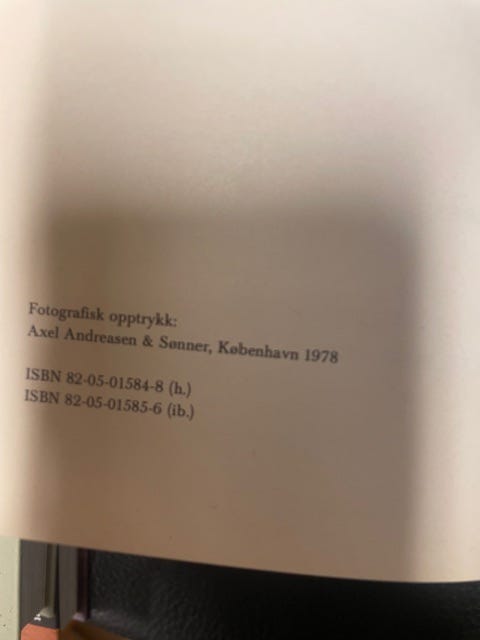 Fotografisk opptrykk:
Axel Andreasen & Sønner, København 1978
ISBN 82-05-01584-8 (h.)
ISBN 82-05-01585-6 (ib.)